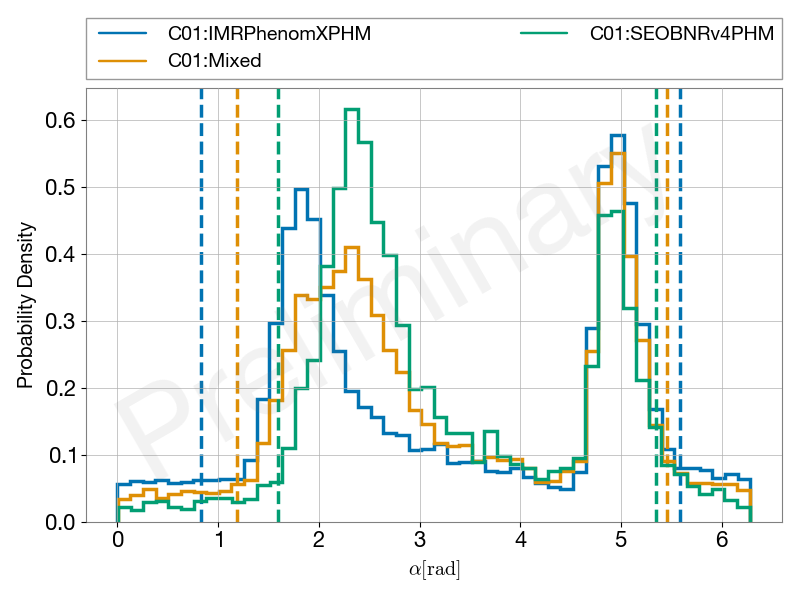 C01:IMRPhenomXPHM
C01:Mixed
C01:SEOBNRv4PHM
Preliminary
Probability Density
0.6
0.5
0.4
0.3
0.2
0.1
0.0
0 1 2 3 4 5 6
α[rad]